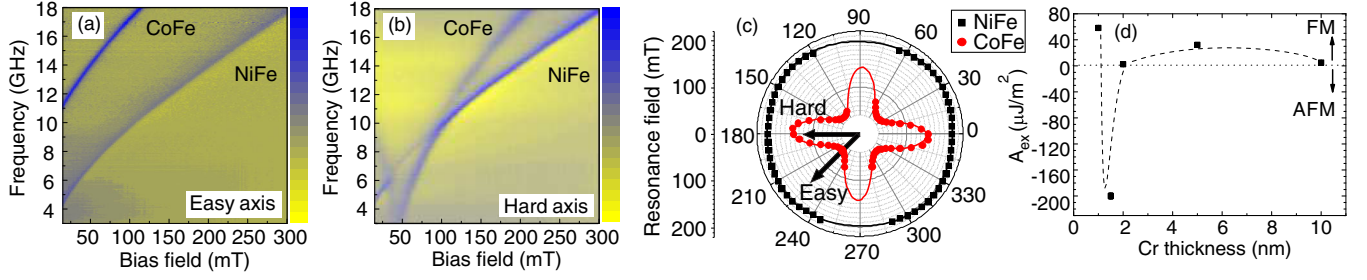 (a)
CoFe
NiFe
Easy axis
Frequency (GHz)
18
16
14
12
10
8
6
4
50 100 150 200 250 300
Bias field (mT)
(b)
CoFe
NiFe
Hard axis
Frequency (GHz)
18
16
14
12
10
8
6
4
50 100 150 200 250 300
Bias field (mT)
(c)
NiFe
CoFe
Resonance field (mT)
200
100
0
100
200
90
60
30
0
330
300
270
240
210
180
150
120
Hard
Easy
(d)
FM
AFM
Aex (μJ/m²)
80
40
0
-40
-80
-120
-160
-200
0 2 4 6 8 10
Cr thickness (nm)